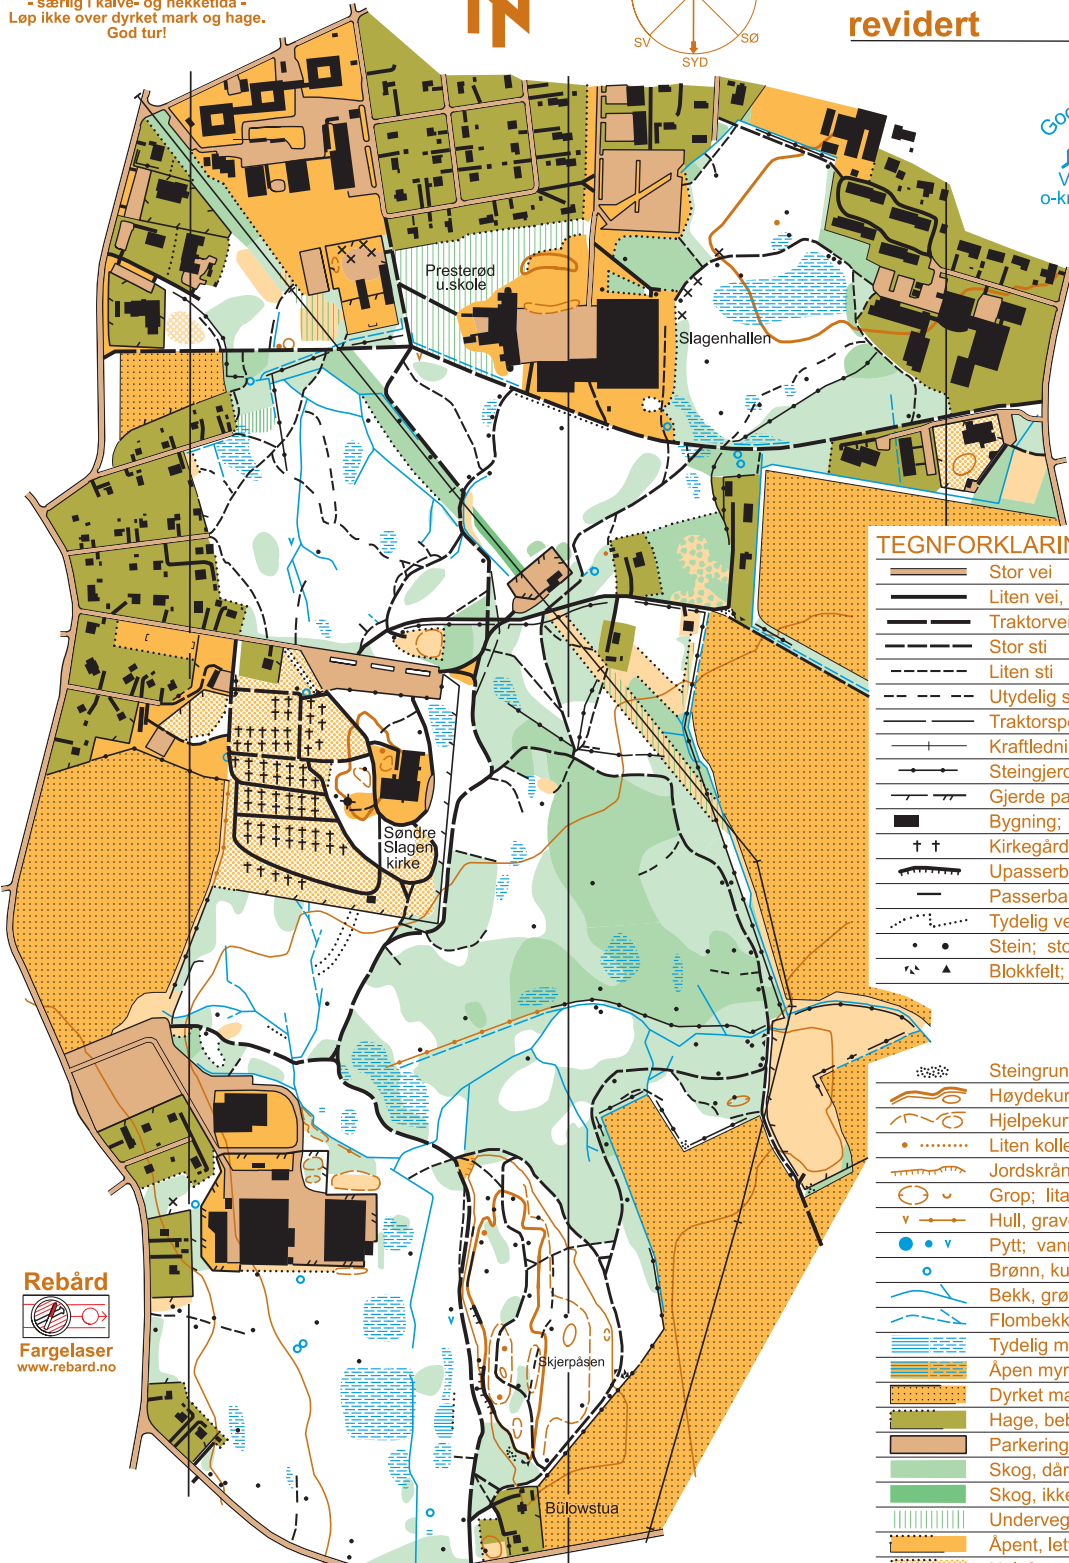 - særlig i kalve- og hekketida -
Løp ikke over dyrket mark og hage.
God tur!
SV
SØ
SYD
revidert
Presterød
u.skole
Slagenhallen
Søndre
Slagen
kirke
Skjerpåsen
Bülowstua
Rebård
Fargelaser
www.rebard.no
TEGNFORKLARIN
Stor vei
Liten vei,
Traktorvei
Stor sti
Liten sti
Utydelig s
Traktorspo
Kraftledni
Steingjerd
Gjerde pa
Bygning;
Kirkegård
Upasserb
Passerba
Tydelig ve
Stein; sto
Blokkfelt;
Steingrun
Høydekur
Hjelpekur
Liten kolle
Jordskrån
Grop; lita
Hull, grav
Pytt; vann
Brønn, ku
Bekk, grø
Flombekk
Tydelig m
Åpen myr
Dyrket ma
Hage, beb
Parkering
Skog, dår
Skog, ikke
Underveg
Åpent, let